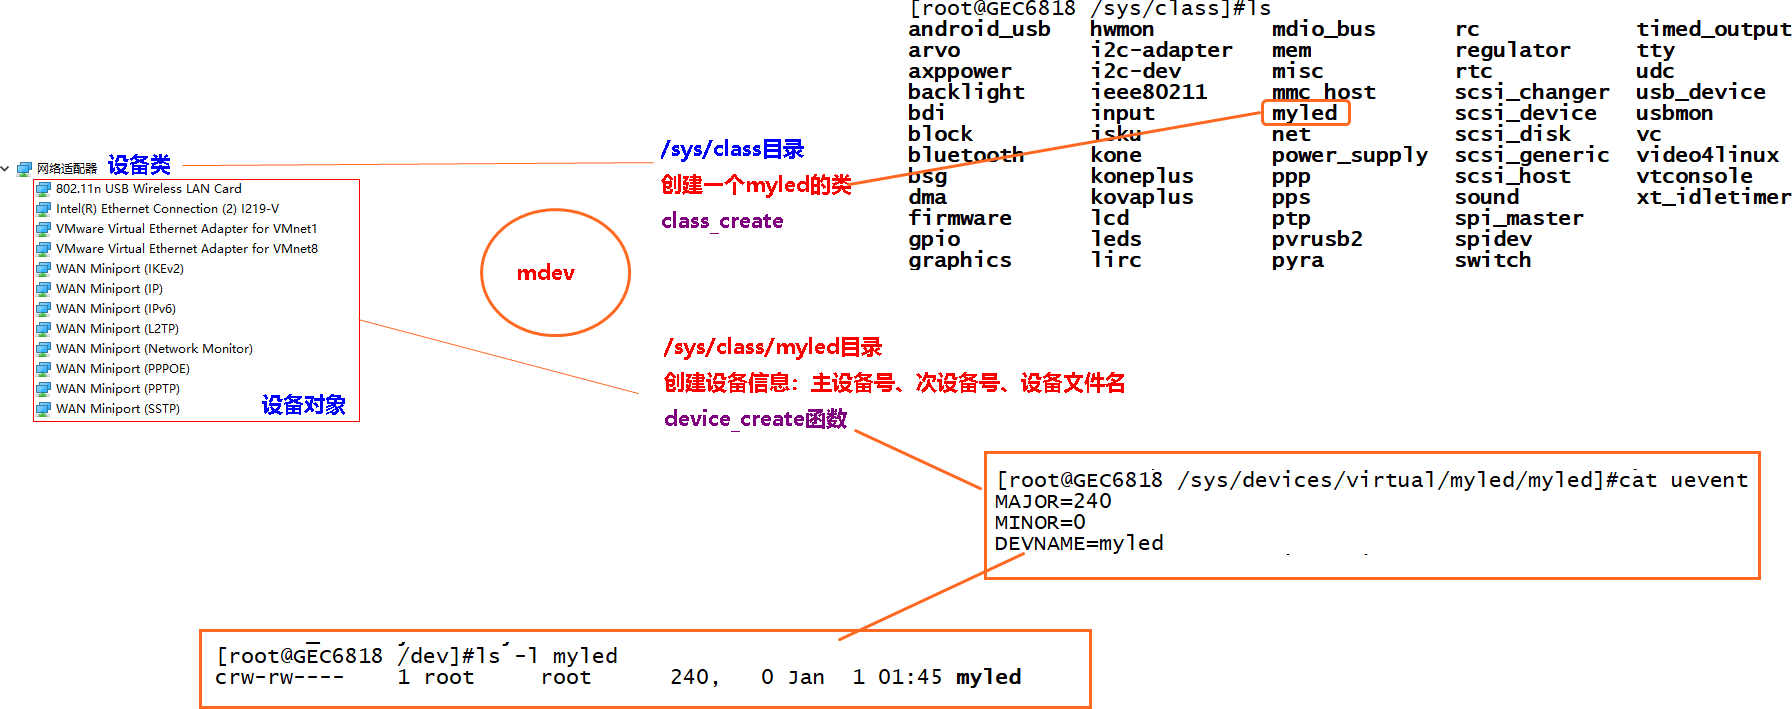 [root@GEC6818 /sys/class]#ls
android_usb hwmon mdio_bus rc timed_output
arvo i2c-adapter mem regulator tty
axppower i2c-dev misc rtc udc
backlight ieee80211 mmc_host scsi_changer usb_device
bdi input myled scsi_device usbmon
block isku net scsi_disk vc
bluetooth kone power_supply scsi_generic video4linux
bsg koneplus ppp scsi_host vtconsole
dma kovaplus pps sound xt_idletimer
firmware lcd ptp spi_master
gpio leds pvrusb2 spidev
graphics lirc pyra switch
网络适配器 设备类
802.11n USB Wireless LAN Card
Intel(R) Ethernet Connection (2) I219-V
VMware Virtual Ethernet Adapter for VMnet1
VMware Virtual Ethernet Adapter for VMnet8
WAN Miniport (IKEv2)
WAN Miniport (IP)
WAN Miniport (IPv6)
WAN Miniport (L2TP)
WAN Miniport (Network Monitor)
WAN Miniport (PPPOE)
WAN Miniport (PPTP)
WAN Miniport (SSTP)
设备对象
mdev
/sys/class目录
创建一个myled的类
class_create
/sys/class/myled目录
创建设备信息：主设备号、次设备号、设备文件名
device_create函数
[root@GEC6818 /sys/devices/virtual/myled/myled]#cat uevent
MAJOR=240
MINOR=0
DEVNAME=myled
[root@GEC6818 /dev]#ls -l myled
crw-rw---- 1 root root 240, 0 Jan 1 01:45 myled